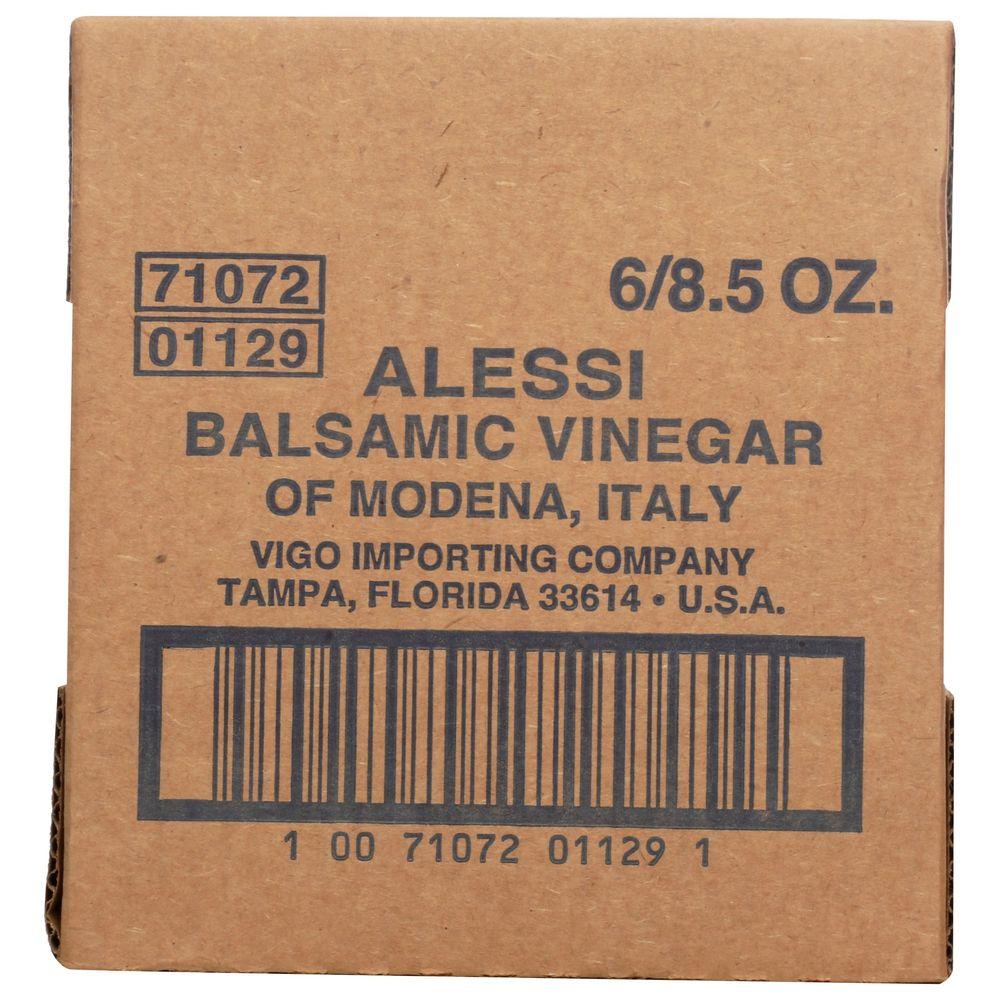 71072
01129
6/8.5 OZ.
ALESSI
BALSAMIC VINEGAR
OF MODENA, ITALY
VIGO IMPORTING COMPANY
TAMPA, FLORIDA 33614 • U.S.A.
1 00 71072 01129 1